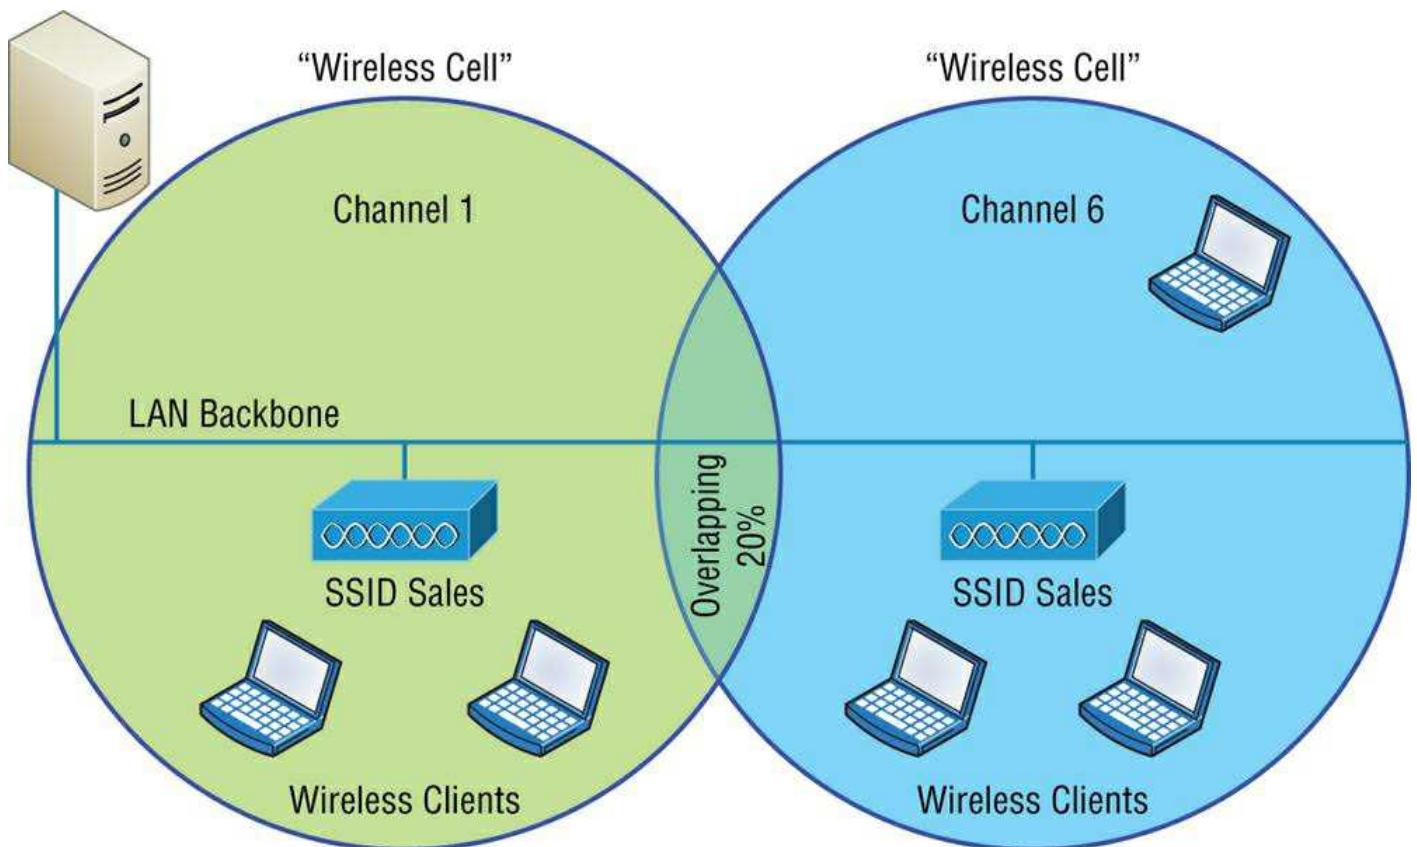 “Wireless Cell”
“Wireless Cell”
Channel 1
Channel 6
LAN Backbone
Overlapping
20%
SSID Sales
SSID Sales
Wireless Clients
Wireless Clients